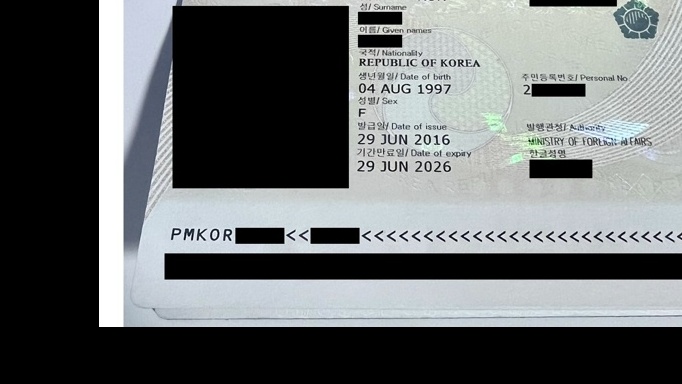 성/ Surname
이름/ Given names
국적/ Nationality
REPUBLIC OF KOREA
생년월일/ Date of birth
주민등록번호/ Personal No.
04 AUG 1997
2
성별/ Sex
F
발급일/ Date of issue
발행관청/ Authority
29 JUN 2016
MINISTRY OF FOREIGN AFFAIRS
기간만료일/ Date of expiry
한글성명
29 JUN 2026
PMKOR
<<
<<<<<<<<<<<<<<<<<<<<<<<<<<<